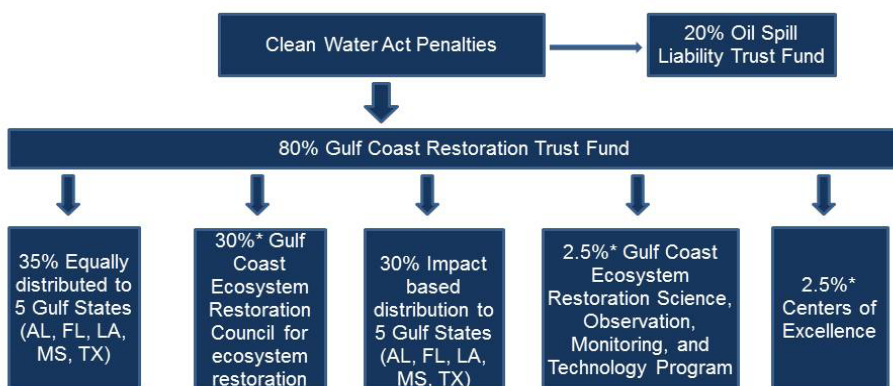 Clean Water Act Penalties
20% Oil Spill
Liability Trust Fund
80% Gulf Coast Restoration Trust Fund
35% Equally
distributed to
5 Gulf States
(AL, FL, LA,
MS, TX)
30%* Gulf
Coast
Ecosystem
Restoration
Council for
ecosystem
restoration
30% Impact
based
distribution to
5 Gulf States
(AL, FL, LA,
MS, TX)
2.5%* Gulf Coast
Ecosystem
Restoration Science,
Observation,
Monitoring, and
Technology Program
2.5%*
Centers of
Excellence